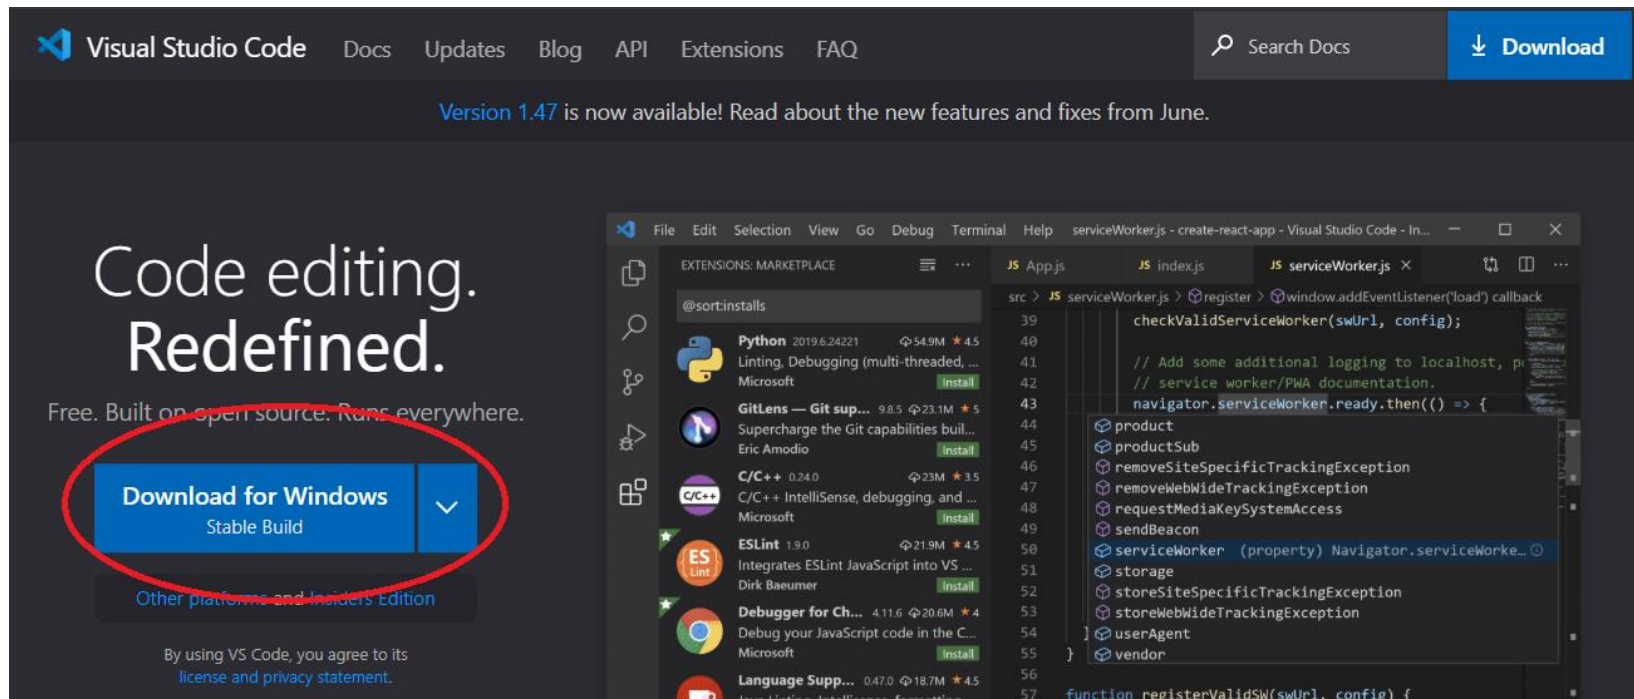 Visual Studio Code Docs Updates Blog API Extensions FAQ Search Docs Download
Version 1.47 is now available! Read about the new features and fixes from June.
Code editing.
Redefined.
Free. Built on open source. Runs everywhere.
Download for Windows
Stable Build
Other platforms and Insiders Edition
By using VS Code, you agree to its
license and privacy statement.
File Edit Selection View Go Debug Terminal Help serviceWorker.js - create-react-app - Visual Studio Code - In...
EXTENSIONS: MARKETPLACE
@sort:installs
Python 2019.6.24221 54.9M ★ 4.5
Linting, Debugging (multi-threaded, ...
Microsoft Install
GitLens — Git sup... 9.8.5 23.1M ★ 5
Supercharge the Git capabilities buil...
Eric Amodio Install
C/C++
C/C++ 0.24.0 23M ★ 3.5
C/C++ IntelliSense, debugging, and ...
Microsoft Install
ES
Lint
ESLint 1.9.0 21.9M ★ 4.5
Integrates ESLint JavaScript into VS ...
Dirk Baeumer Install
Debugger for Ch... 4.11.6 20.6M ★ 4
Debug your JavaScript code in the C...
Microsoft Install
Language Supp... 0.47.0 18.7M ★ 4.5
JS App.js JS index.js JS serviceWorker.js
src > JS serviceWorker.js > register > window.addEventListener('load') callback
39 checkValidServiceWorker(swUrl, config);
40
41 // Add some additional logging to localhost,
42 // service worker/PWA documentation.
43 navigator.serviceWorker.ready.then(() => {
44 product
45 productSub
46 removeSiteSpecificTrackingException
47 removeWebWideTrackingException
48 requestMediaKeySystemAccess
49 sendBeacon
50 serviceWorker (property) Navigator.serviceWorke...
51 storage
52 storeSiteSpecificTrackingException
53 storeWebWideTrackingException
54 } userAgent
55 } vendor
56
57 function registerValidSW(swUrl, config) {